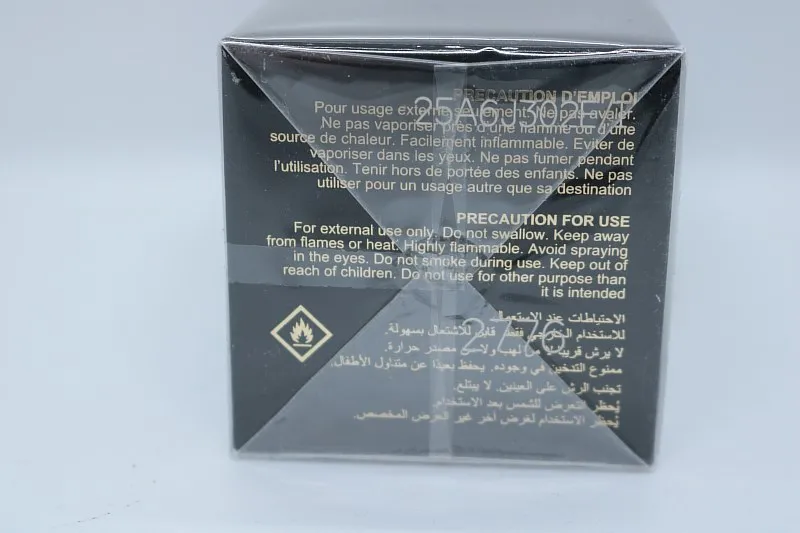 PRECAUTION D'EMPLOI
Pour usage externe seulement, ne pas avaler.
Ne pas vaporiser près d'une flamme ou d'une
source de chaleur. Facilement inflammable. Eviter de
vaporiser dans les yeux. Ne pas fumer pendant
l'utilisation. Tenir hors de portée des enfants. Ne pas
utiliser pour un usage autre que sa destination
PRECAUTION FOR USE
For external use only. Do not swallow. Keep away
from flames or heat. Highly flammable. Avoid spraying
in the eyes. Do not smoke during use. Keep out of
reach of children. Do not use for other purpose than
it is intended
الاحتياطات عند الاستعمال
للاستخدام الخارجي فقط. قابل للاشتعال بسهولة.
لا يرش قريبا لهب ولا مصدر حرارة.
ممنوع التدخين في وجوده. يحفظ بعيدًا عن متناول الأطفال.
تجنب الرش على العينين. لا يبتلع.
يُحظر التعرض للشمس بعد الاستخدام.
يُحظر الاستخدام لغرض آخر غير الغرض المخصص.
2776